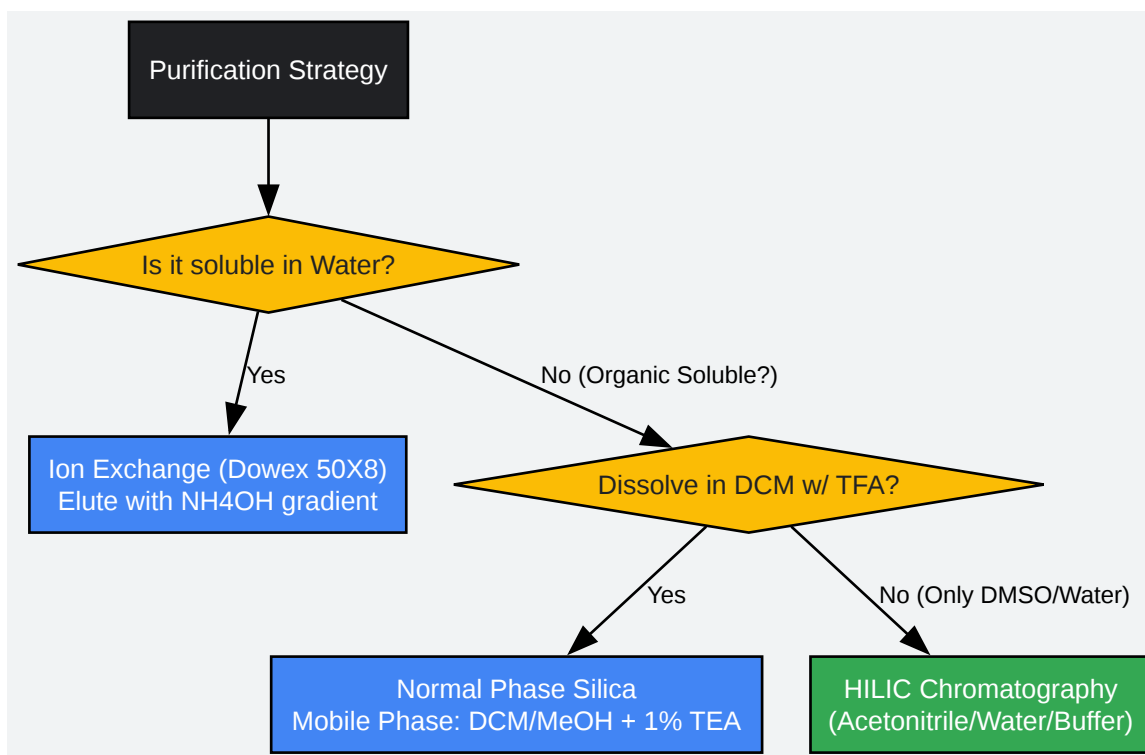 Purification Strategy
Is it soluble in Water?
Yes
No (Organic Soluble?)
Ion Exchange (Dowex 50X8)
Elute with NH4OH gradient
Dissolve in DCM w/ TFA?
Yes
No (Only DMSO/Water)
Normal Phase Silica
Mobile Phase: DCM/MeOH + 1% TEA
HILIC Chromatography
(Acetonitrile/Water/Buffer)